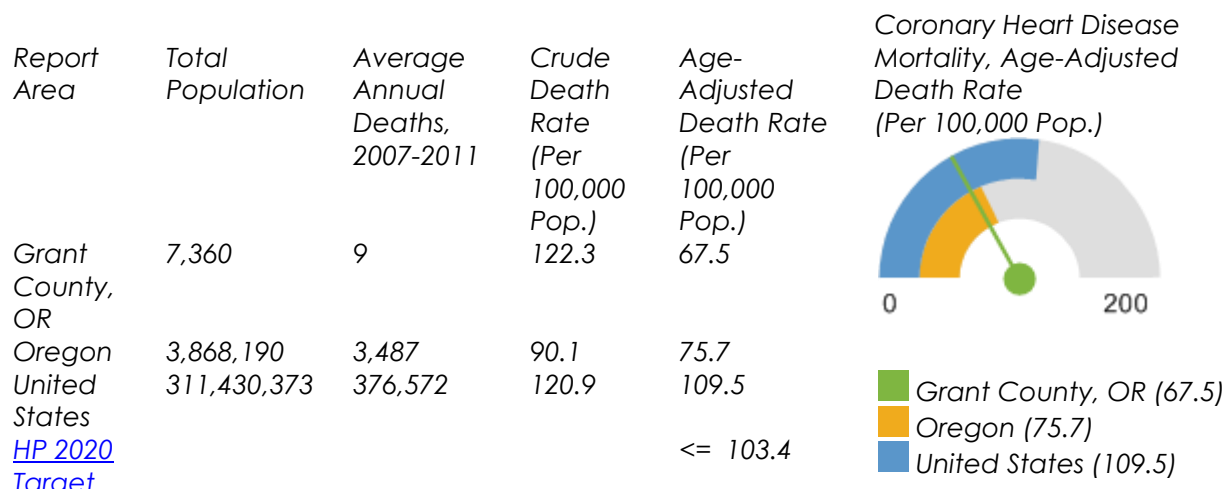 Report Total Average Crude Age-
Area Population Annual Death Adjusted
Deaths, Rate Death Rate
2007-2011 (Per (Per
100,000 100,000
Pop.) Pop.)
Grant 7,360 9 122.3 67.5
County,
OR
Oregon 3,868,190 3,487 90.1 75.7
United 311,430,373 376,572 120.9 109.5
States
HP 2020 <= 103.4
Target
Coronary Heart Disease
Mortality, Age-Adjusted
Death Rate
(Per 100,000 Pop.)
0 200
Grant County, OR (67.5)
Oregon (75.7)
United States (109.5)